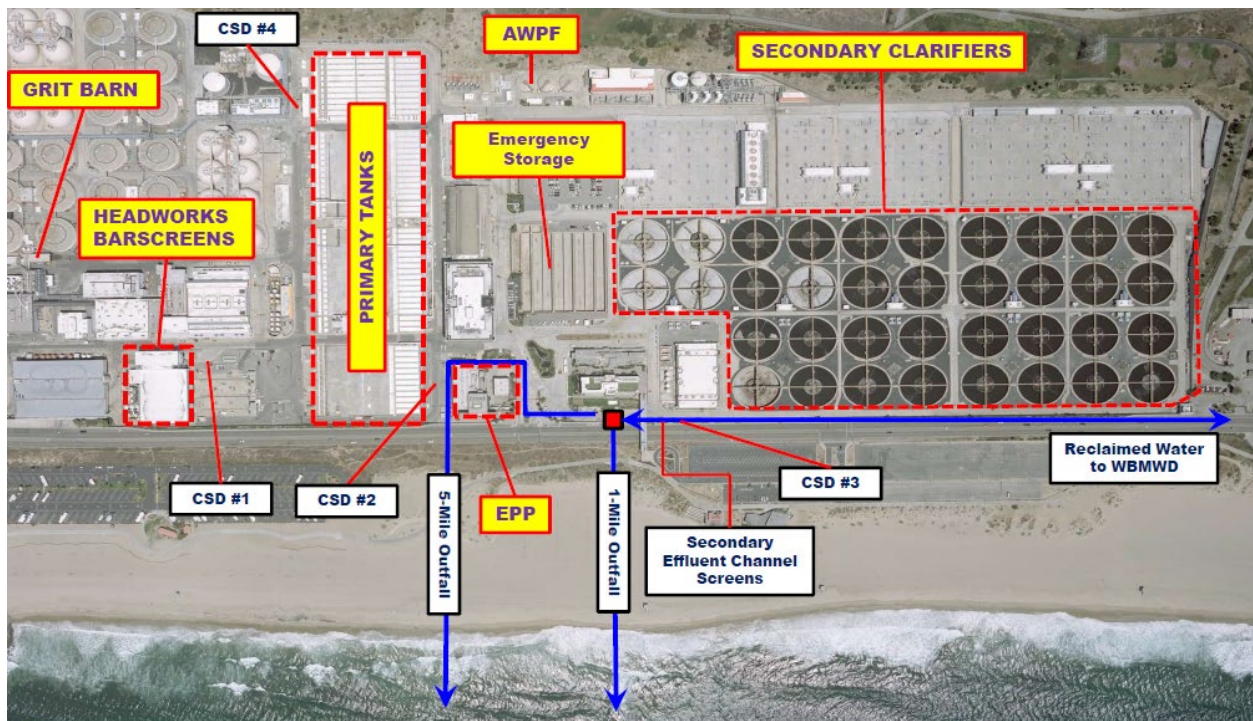 CSD #4
AWPF
SECONDARY CLARIFIERS
GRIT BARN
Emergency
Storage
HEADWORKS
BARSCREENS
PRIMARY TANKS
Reclaimed Water
to WBMWD
CSD #1
CSD #2
5-Mile Outfall
EPP
1-Mile Outfall
CSD #3
Secondary
Effluent Channel
Screens